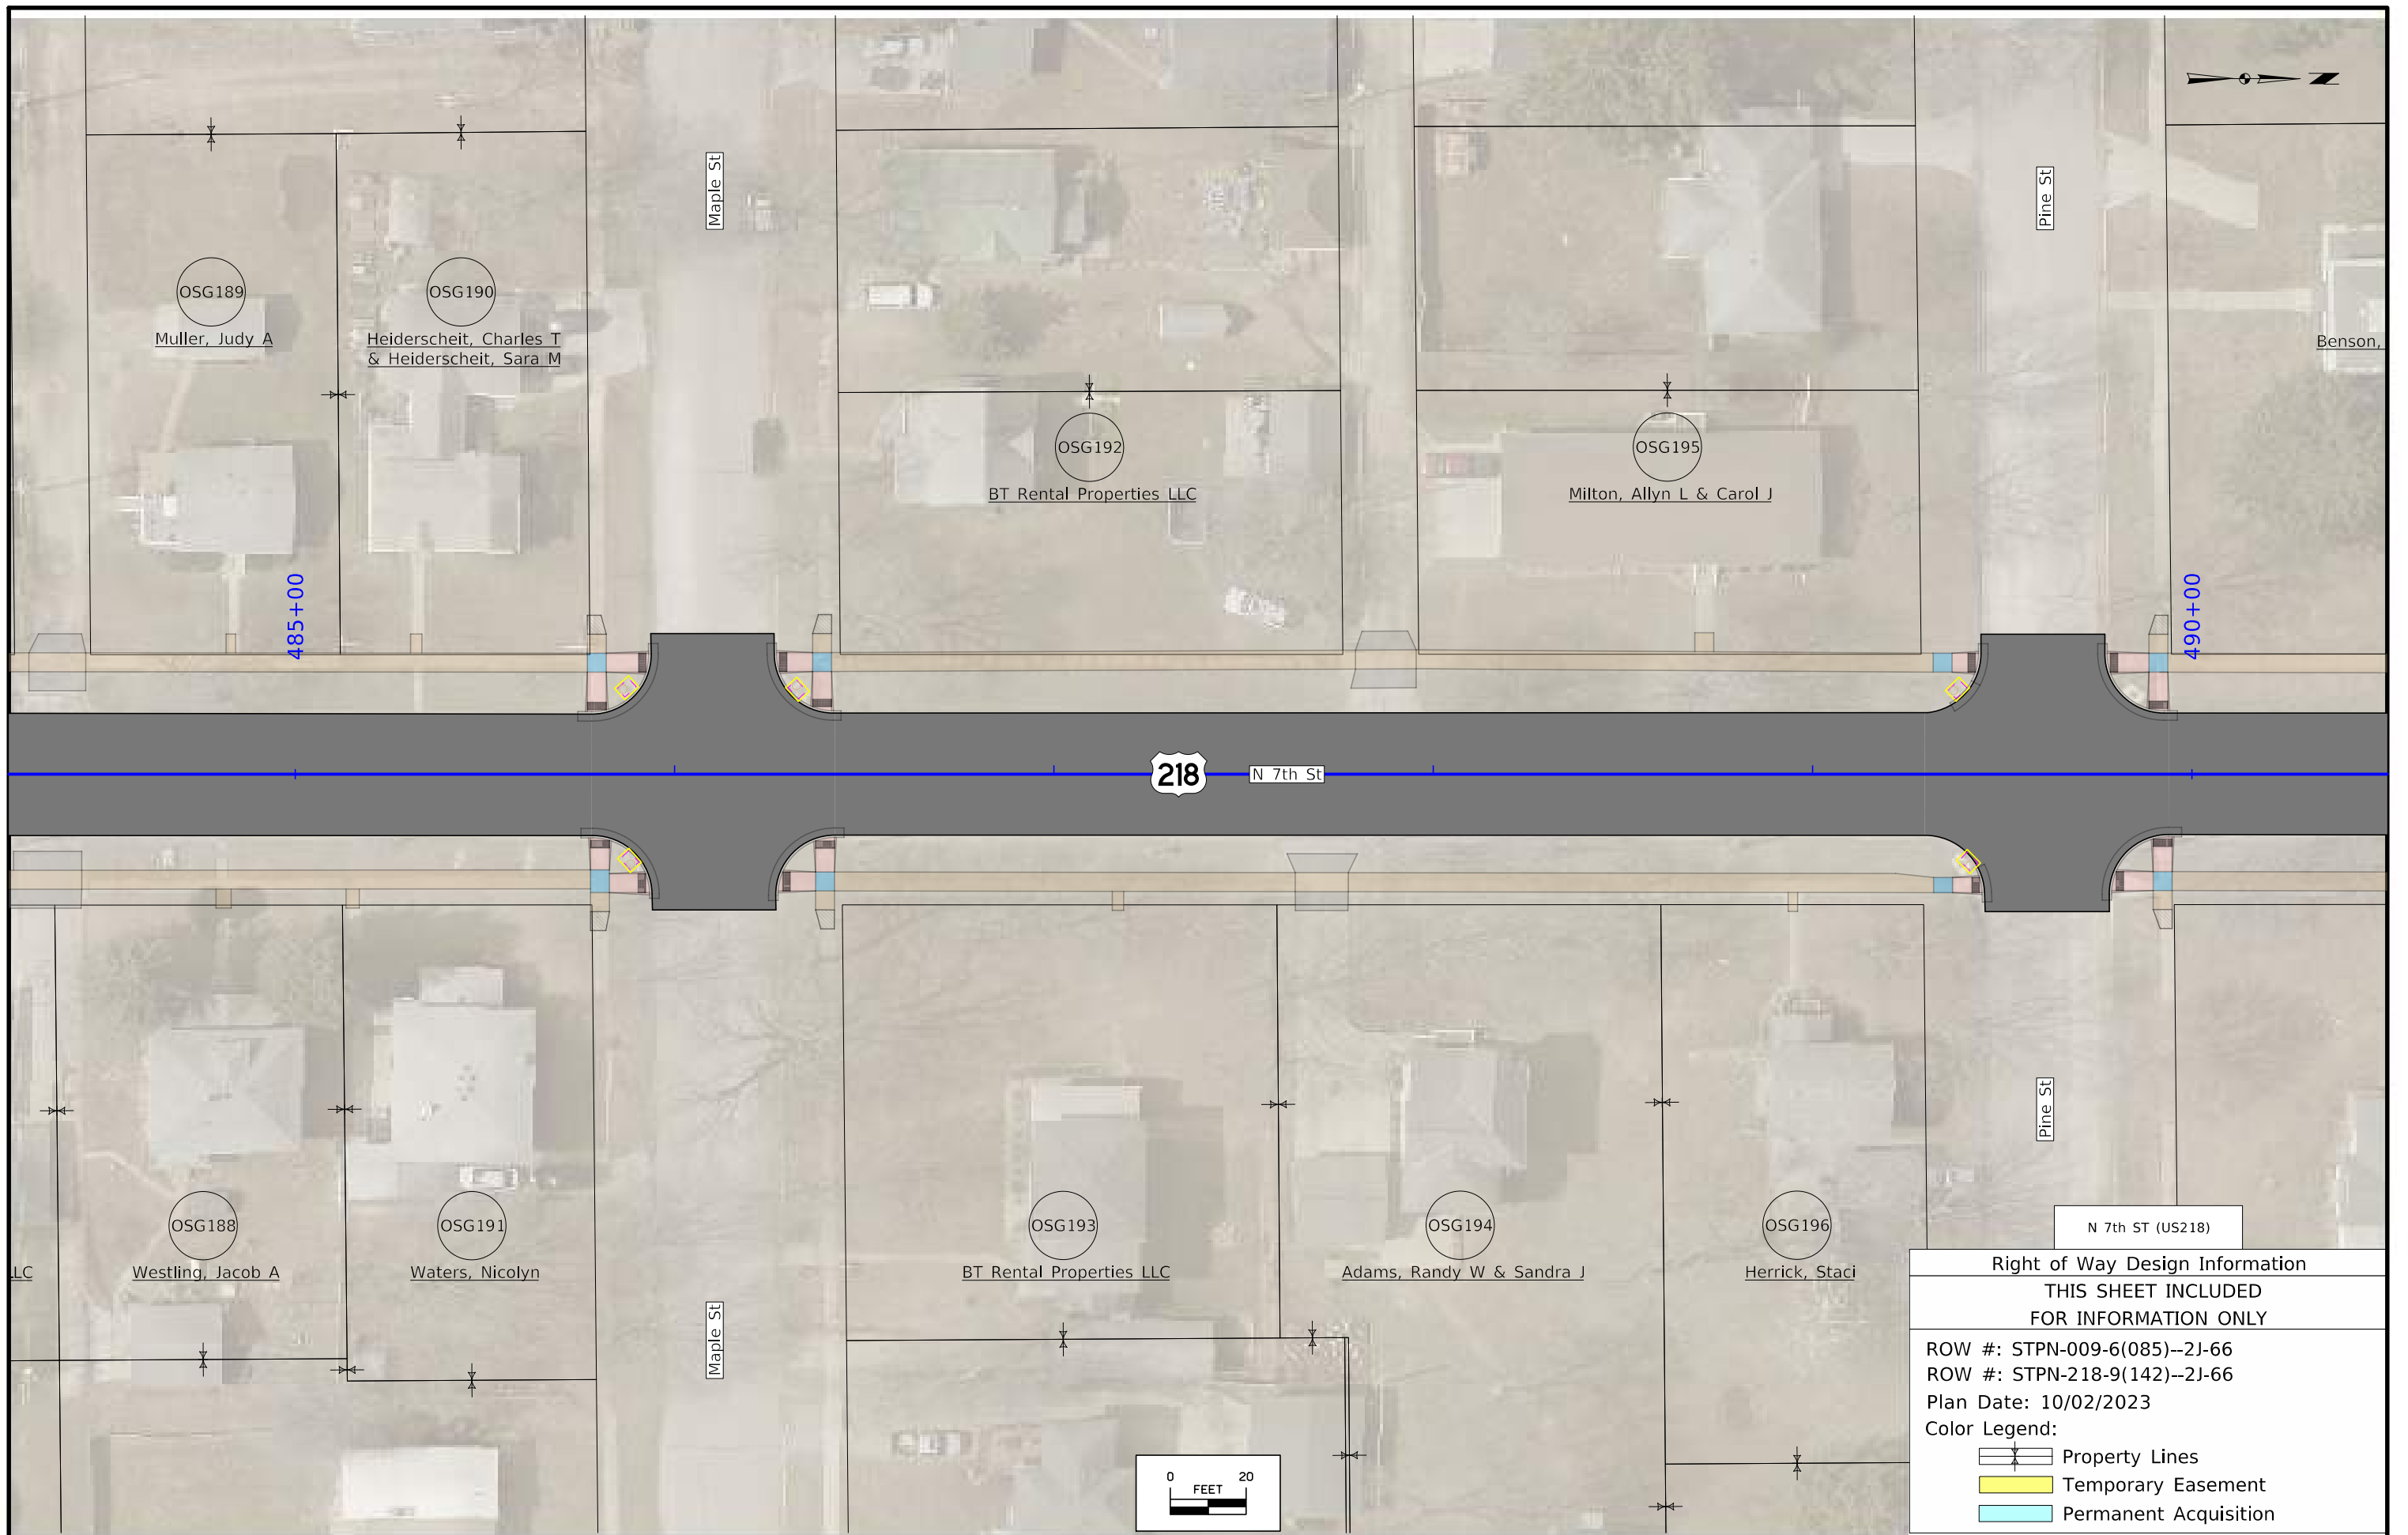 Maple St
Pine St
OSG189
Muller, Judy A
OSG190
Heiderscheit, Charles T
& Heiderscheit, Sara M
Benson,
OSG192
BT Rental Properties LLC
OSG195
Milton, Allyn L & Carol J
485+00
490+00
218
N 7th St
LLC
OSG188
Westling, Jacob A
OSG191
Waters, Nicolyn
Maple St
OSG193
BT Rental Properties LLC
OSG194
Adams, Randy W & Sandra J
OSG196
Herrick, Staci
Pine St
0 20
FEET
N 7th ST (US218)
Right of Way Design Information
THIS SHEET INCLUDED
FOR INFORMATION ONLY
ROW #: STPN-009-6(085)--2J-66
ROW #: STPN-218-9(142)--2J-66
Plan Date: 10/02/2023
Color Legend:
Property Lines
Temporary Easement
Permanent Acquisition